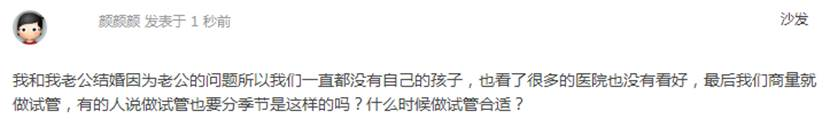 颜颜颜 发表于 1 秒前
沙发
我和我老公结婚因为老公的问题所以我们一直都没有自己的孩子，也看了很多的医院也没有看好，最后我们商量就
做试管，有的人说做试管也要分季节是这样的吗？什么时候做试管合适？